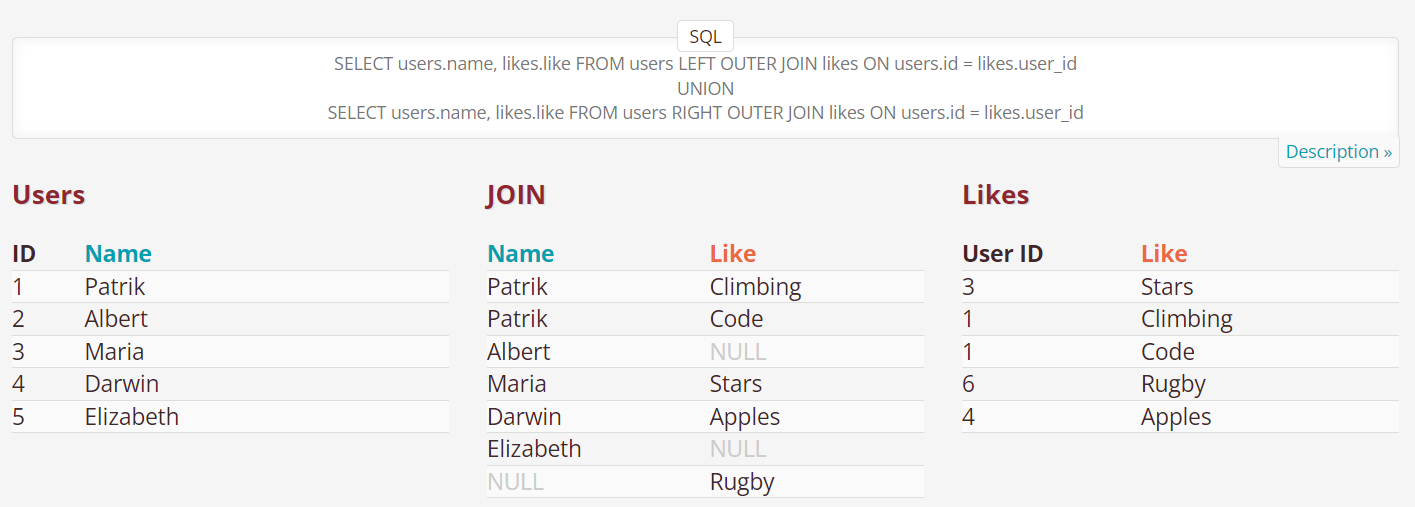 SQL
SELECT users.name, likes.like FROM users LEFT OUTER JOIN likes ON users.id = likes.user_id
UNION
SELECT users.name, likes.like FROM users RIGHT OUTER JOIN likes ON users.id = likes.user_id
Description »
Users
ID Name
1 Patrik
2 Albert
3 Maria
4 Darwin
5 Elizabeth
JOIN
Name Like
Patrik Climbing
Patrik Code
Albert NULL
Maria Stars
Darwin Apples
Elizabeth NULL
NULL Rugby
Likes
User ID Like
3 Stars
1 Climbing
1 Code
6 Rugby
4 Apples